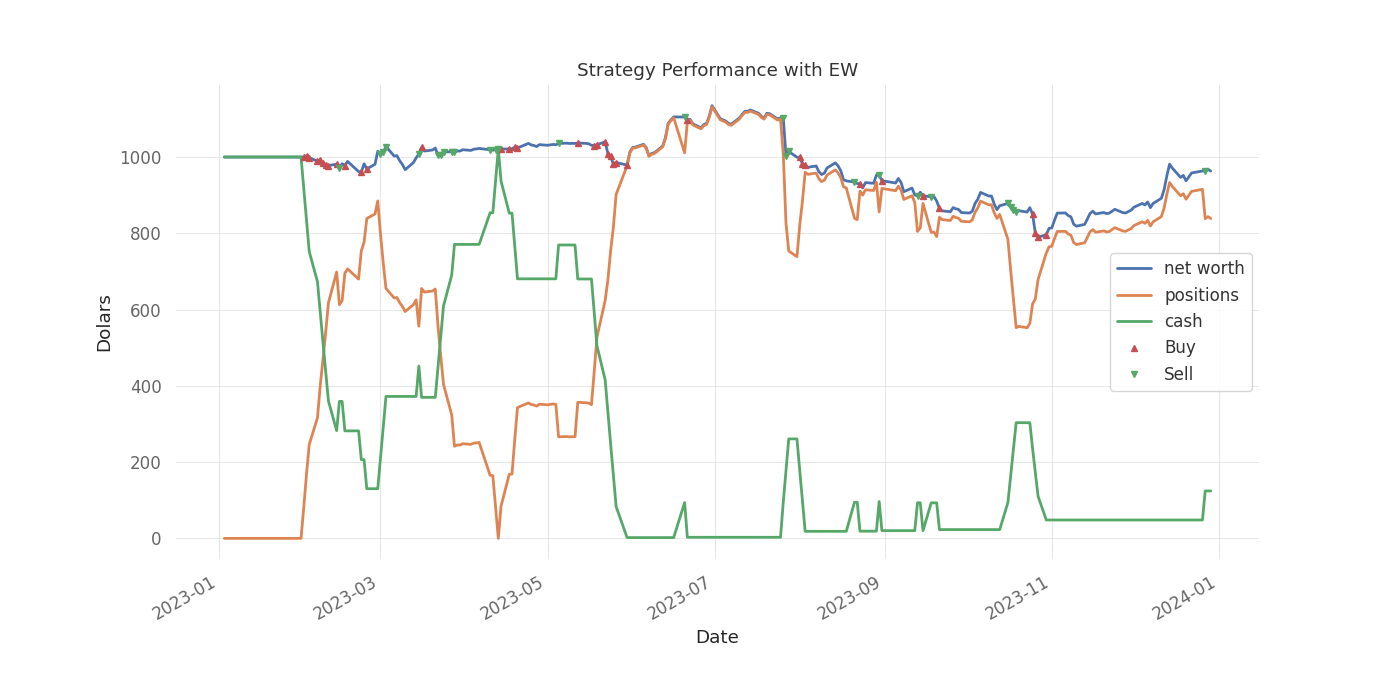 Strategy Performance with EW
Dolars
1000
800
600
400
200
0
net worth
positions
cash
Buy
Sell
2023-01
2023-03
2023-05
2023-07
2023-09
2023-11
2024-01
Date